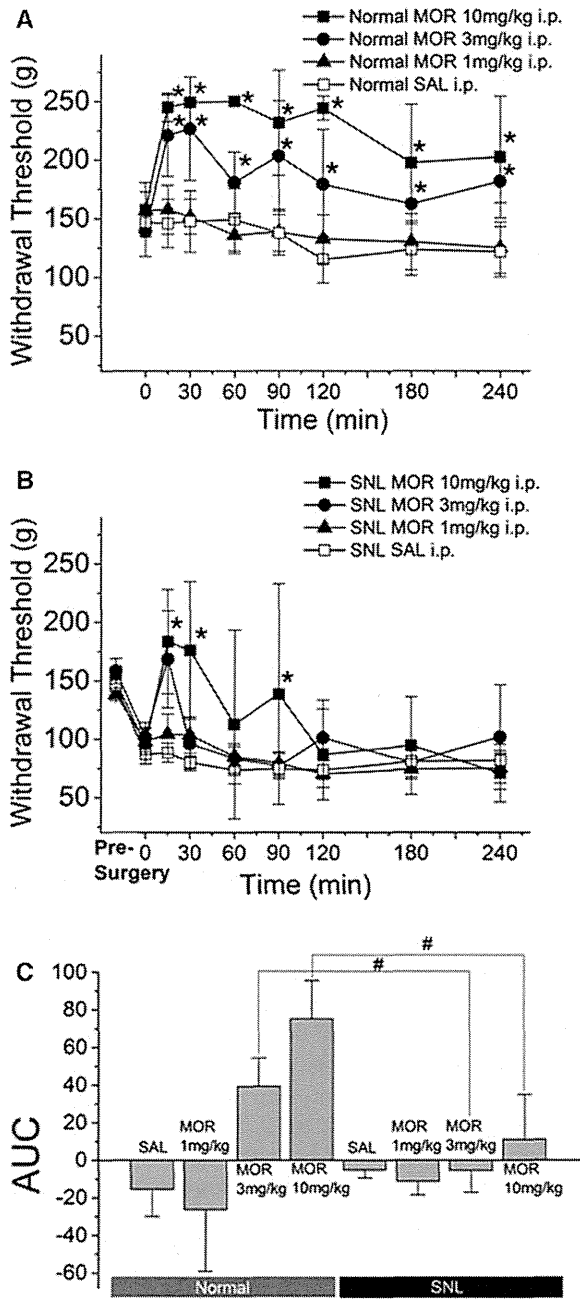 A
Normal MOR 10mg/kg i.p.
Normal MOR 3mg/kg i.p.
Normal MOR 1mg/kg i.p.
Normal SAL i.p.
Withdrawal Threshold (g)
250
200
150
100
50
* * * * * * *
* * * * * * *
0 30 60 90 120 180 240
Time (min)
B
SNL MOR 10mg/kg i.p.
SNL MOR 3mg/kg i.p.
SNL MOR 1mg/kg i.p.
SNL SAL i.p.
Withdrawal Threshold (g)
250
200
150
100
50
* * *
Pre-Surgery 0 30 60 90 120 180 240
Time (min)
C
AUC
100
80
60
40
20
0
-20
-40
-60
#
#
SAL
MOR 1mg/kg
MOR 3mg/kg
MOR 10mg/kg
SAL
MOR 1mg/kg
MOR 3mg/kg
MOR 10mg/kg
Normal
SNL